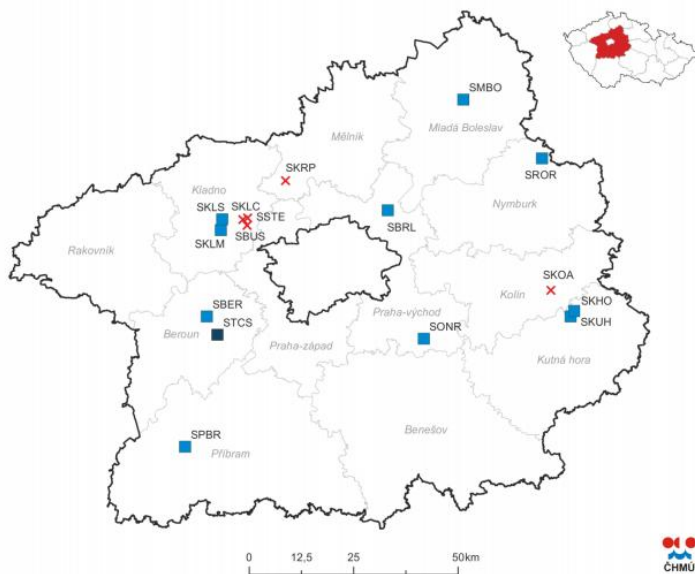 SMBO
Mělník
Mladá Boleslav
SKRP
SROR
Kladno
Nymburk
SKLS
SKLC
SSTE
SBRL
SKLM
SBUS
Rakovník
SKOA
Kolín
SKHO
SBER
Praha-východ
SKUH
STCS
Beroun
SONR
Praha-západ
Kutná hora
SPBR
Benešov
Příbram
0 12,5 25 50km
ČHMÚ